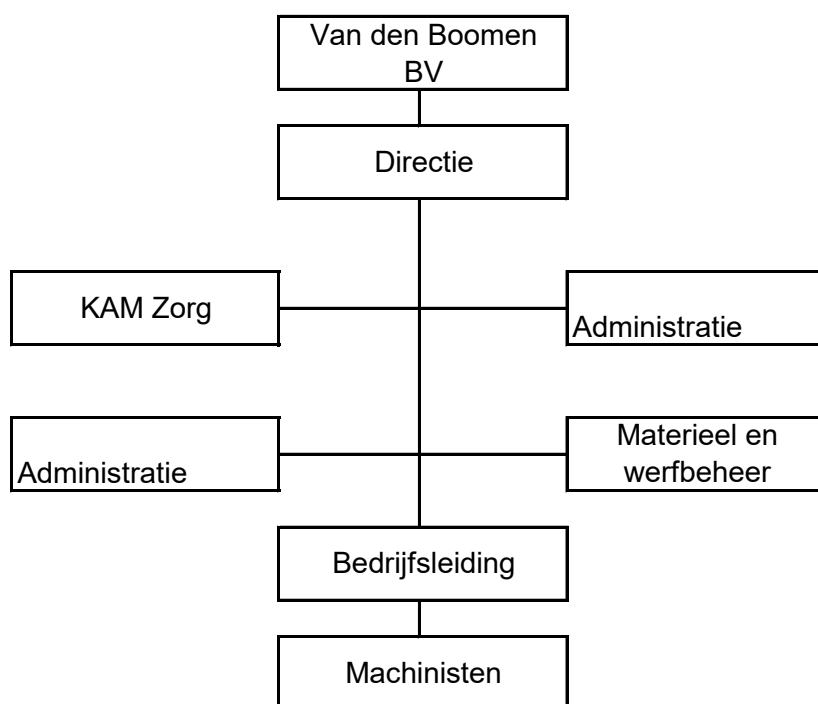 Van den Boomen
BV
Directie
KAM Zorg
Administratie
Administratie
Materieel en
werfbeheer
Bedrijfsleiding
Machinisten